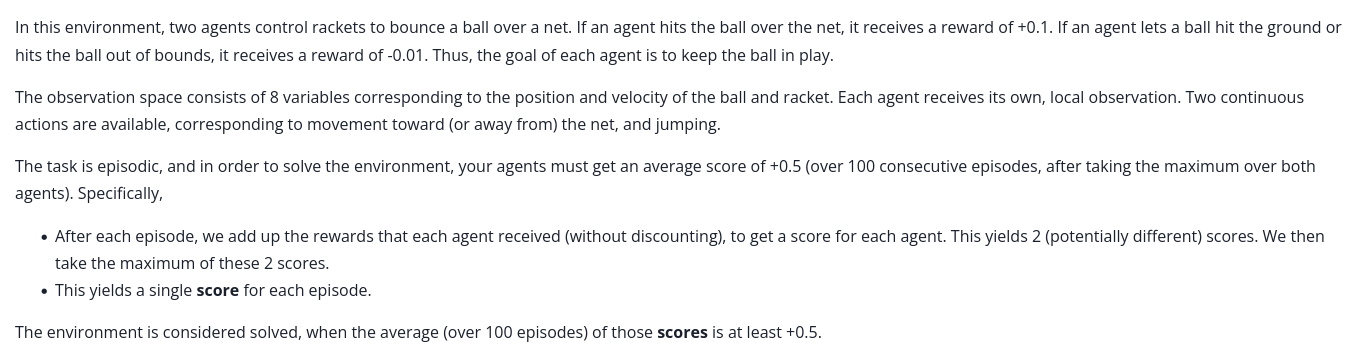 In this environment, two agents control rackets to bounce a ball over a net. If an agent hits the ball over the net, it receives a reward of +0.1. If an agent lets a ball hit the ground or
hits the ball out of bounds, it receives a reward of -0.01. Thus, the goal of each agent is to keep the ball in play.
The observation space consists of 8 variables corresponding to the position and velocity of the ball and racket. Each agent receives its own, local observation. Two continuous
actions are available, corresponding to movement toward (or away from) the net, and jumping.
The task is episodic, and in order to solve the environment, your agents must get an average score of +0.5 (over 100 consecutive episodes, after taking the maximum over both
agents). Specifically,
• After each episode, we add up the rewards that each agent received (without discounting), to get a score for each agent. This yields 2 (potentially different) scores. We then
take the maximum of these 2 scores.
• This yields a single score for each episode.
The environment is considered solved, when the average (over 100 episodes) of those scores is at least +0.5.